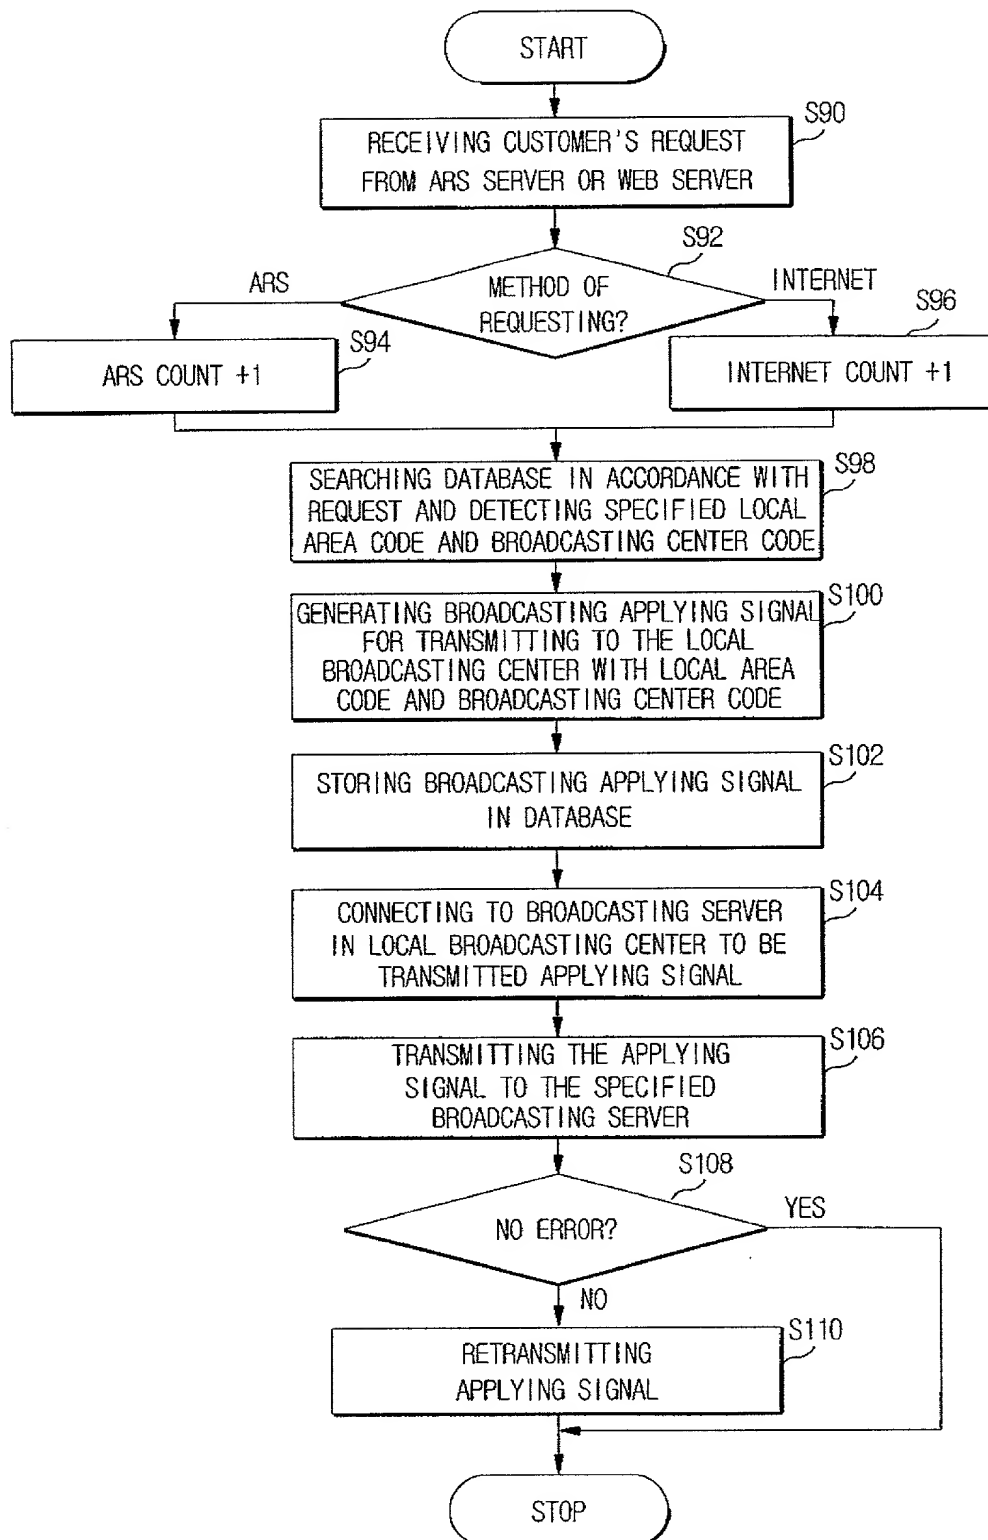 START
S90
RECEIVING CUSTOMER'S REQUEST
FROM ARS SERVER OR WEB SERVER
S92
ARS
INTERNET
METHOD OF
REQUESTING?
S94
S96
ARS COUNT +1
INTERNET COUNT +1
S98
SEARCHING DATABASE IN ACCORDANCE WITH
REQUEST AND DETECTING SPECIFIED LOCAL
AREA CODE AND BROADCASTING CENTER CODE
S100
GENERATING BROADCASTING APPLYING SIGNAL
FOR TRANSMITTING TO THE LOCAL
BROADCASTING CENTER WITH LOCAL AREA
CODE AND BROADCASTING CENTER CODE
S102
STORING BROADCASTING APPLYING SIGNAL
IN DATABASE
S104
CONNECTING TO BROADCASTING SERVER
IN LOCAL BROADCASTING CENTER TO BE
TRANSMITTED APPLYING SIGNAL
S106
TRANSMITTING THE APPLYING
SIGNAL TO THE SPECIFIED
BROADCASTING SERVER
S108
YES
NO ERROR?
NO
S110
RETRANSMITTING
APPLYING SIGNAL
STOP